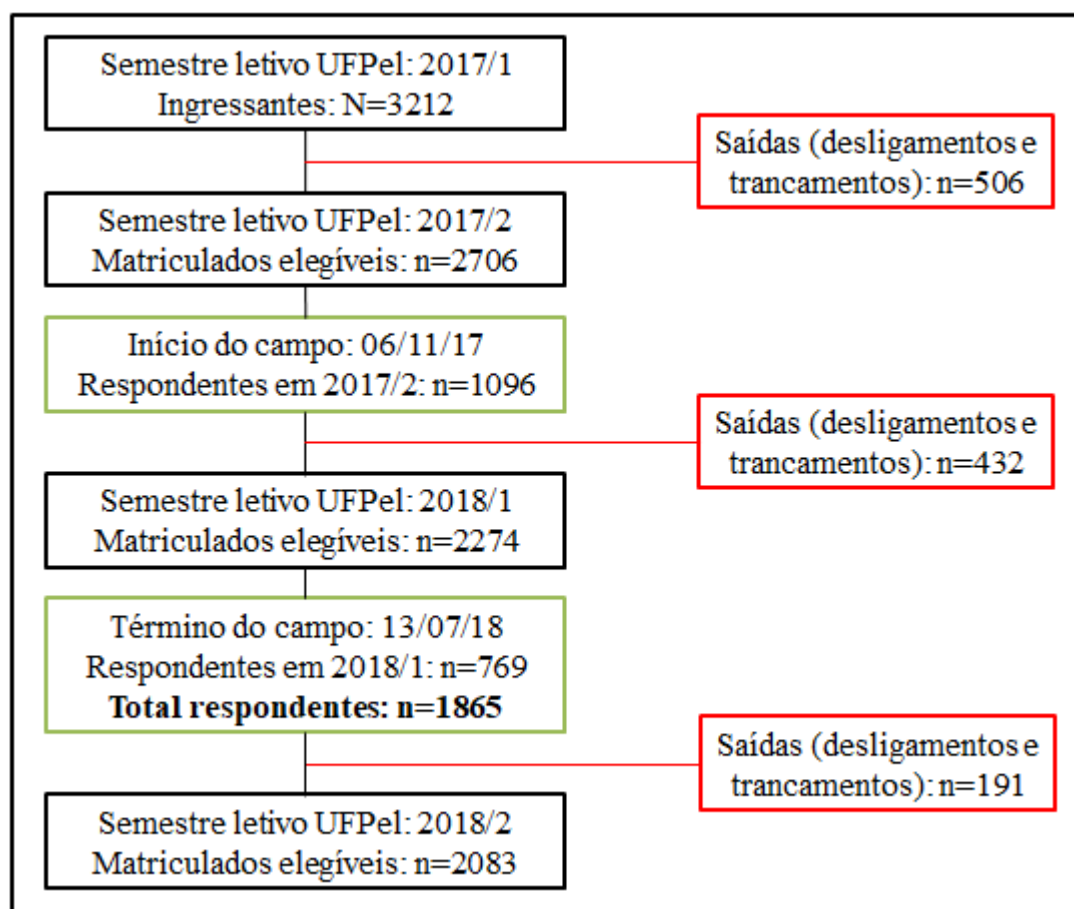 Semestre letivo UFPel: 2017/1
Ingressantes: N=3212
Saídas (desligamentos e
trancamentos): n=506
Semestre letivo UFPel: 2017/2
Matriculados elegíveis: n=2706
Início do campo: 06/11/17
Respondentes em 2017/2: n=1096
Saídas (desligamentos e
trancamentos): n=432
Semestre letivo UFPel: 2018/1
Matriculados elegíveis: n=2274
Término do campo: 13/07/18
Respondentes em 2018/1: n=769
Total respondentes: n=1865
Saídas (desligamentos e
trancamentos): n=191
Semestre letivo UFPel: 2018/2
Matriculados elegíveis: n=2083